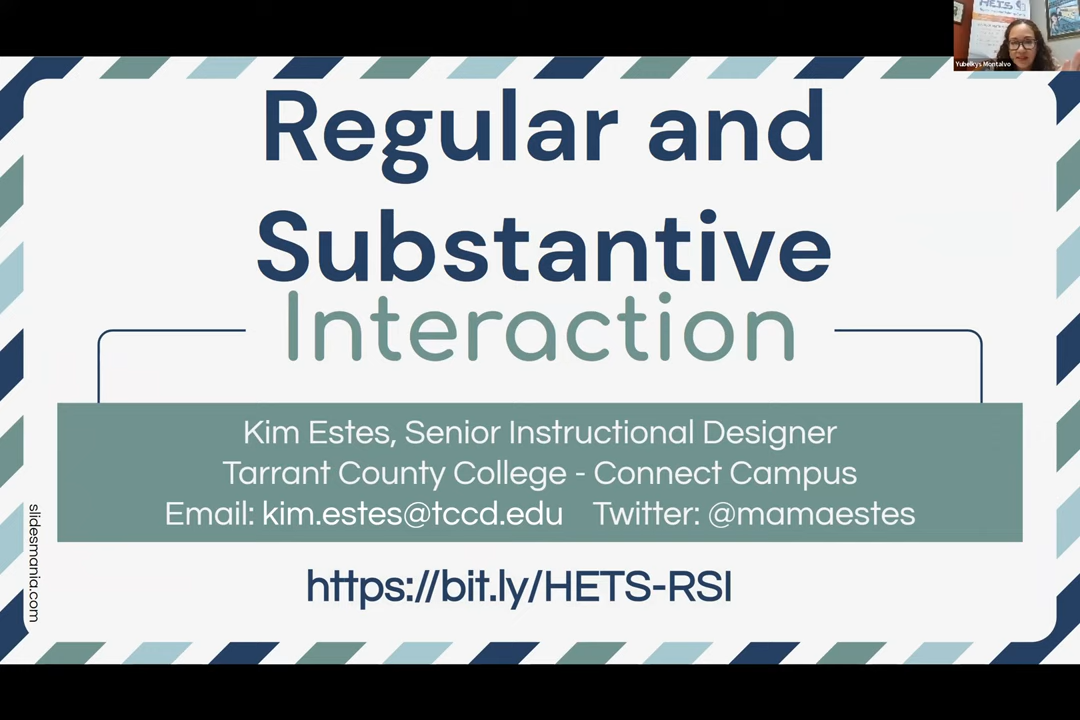 HETS
Yubelkys Montalvo
Regular and
Substantive
Interaction
Kim Estes, Senior Instructional Designer
Tarrant County College - Connect Campus
Email: kim.estes@tccd.edu Twitter: @mamaestes
https://bit.ly/HETS-RSI
slidesmania.com